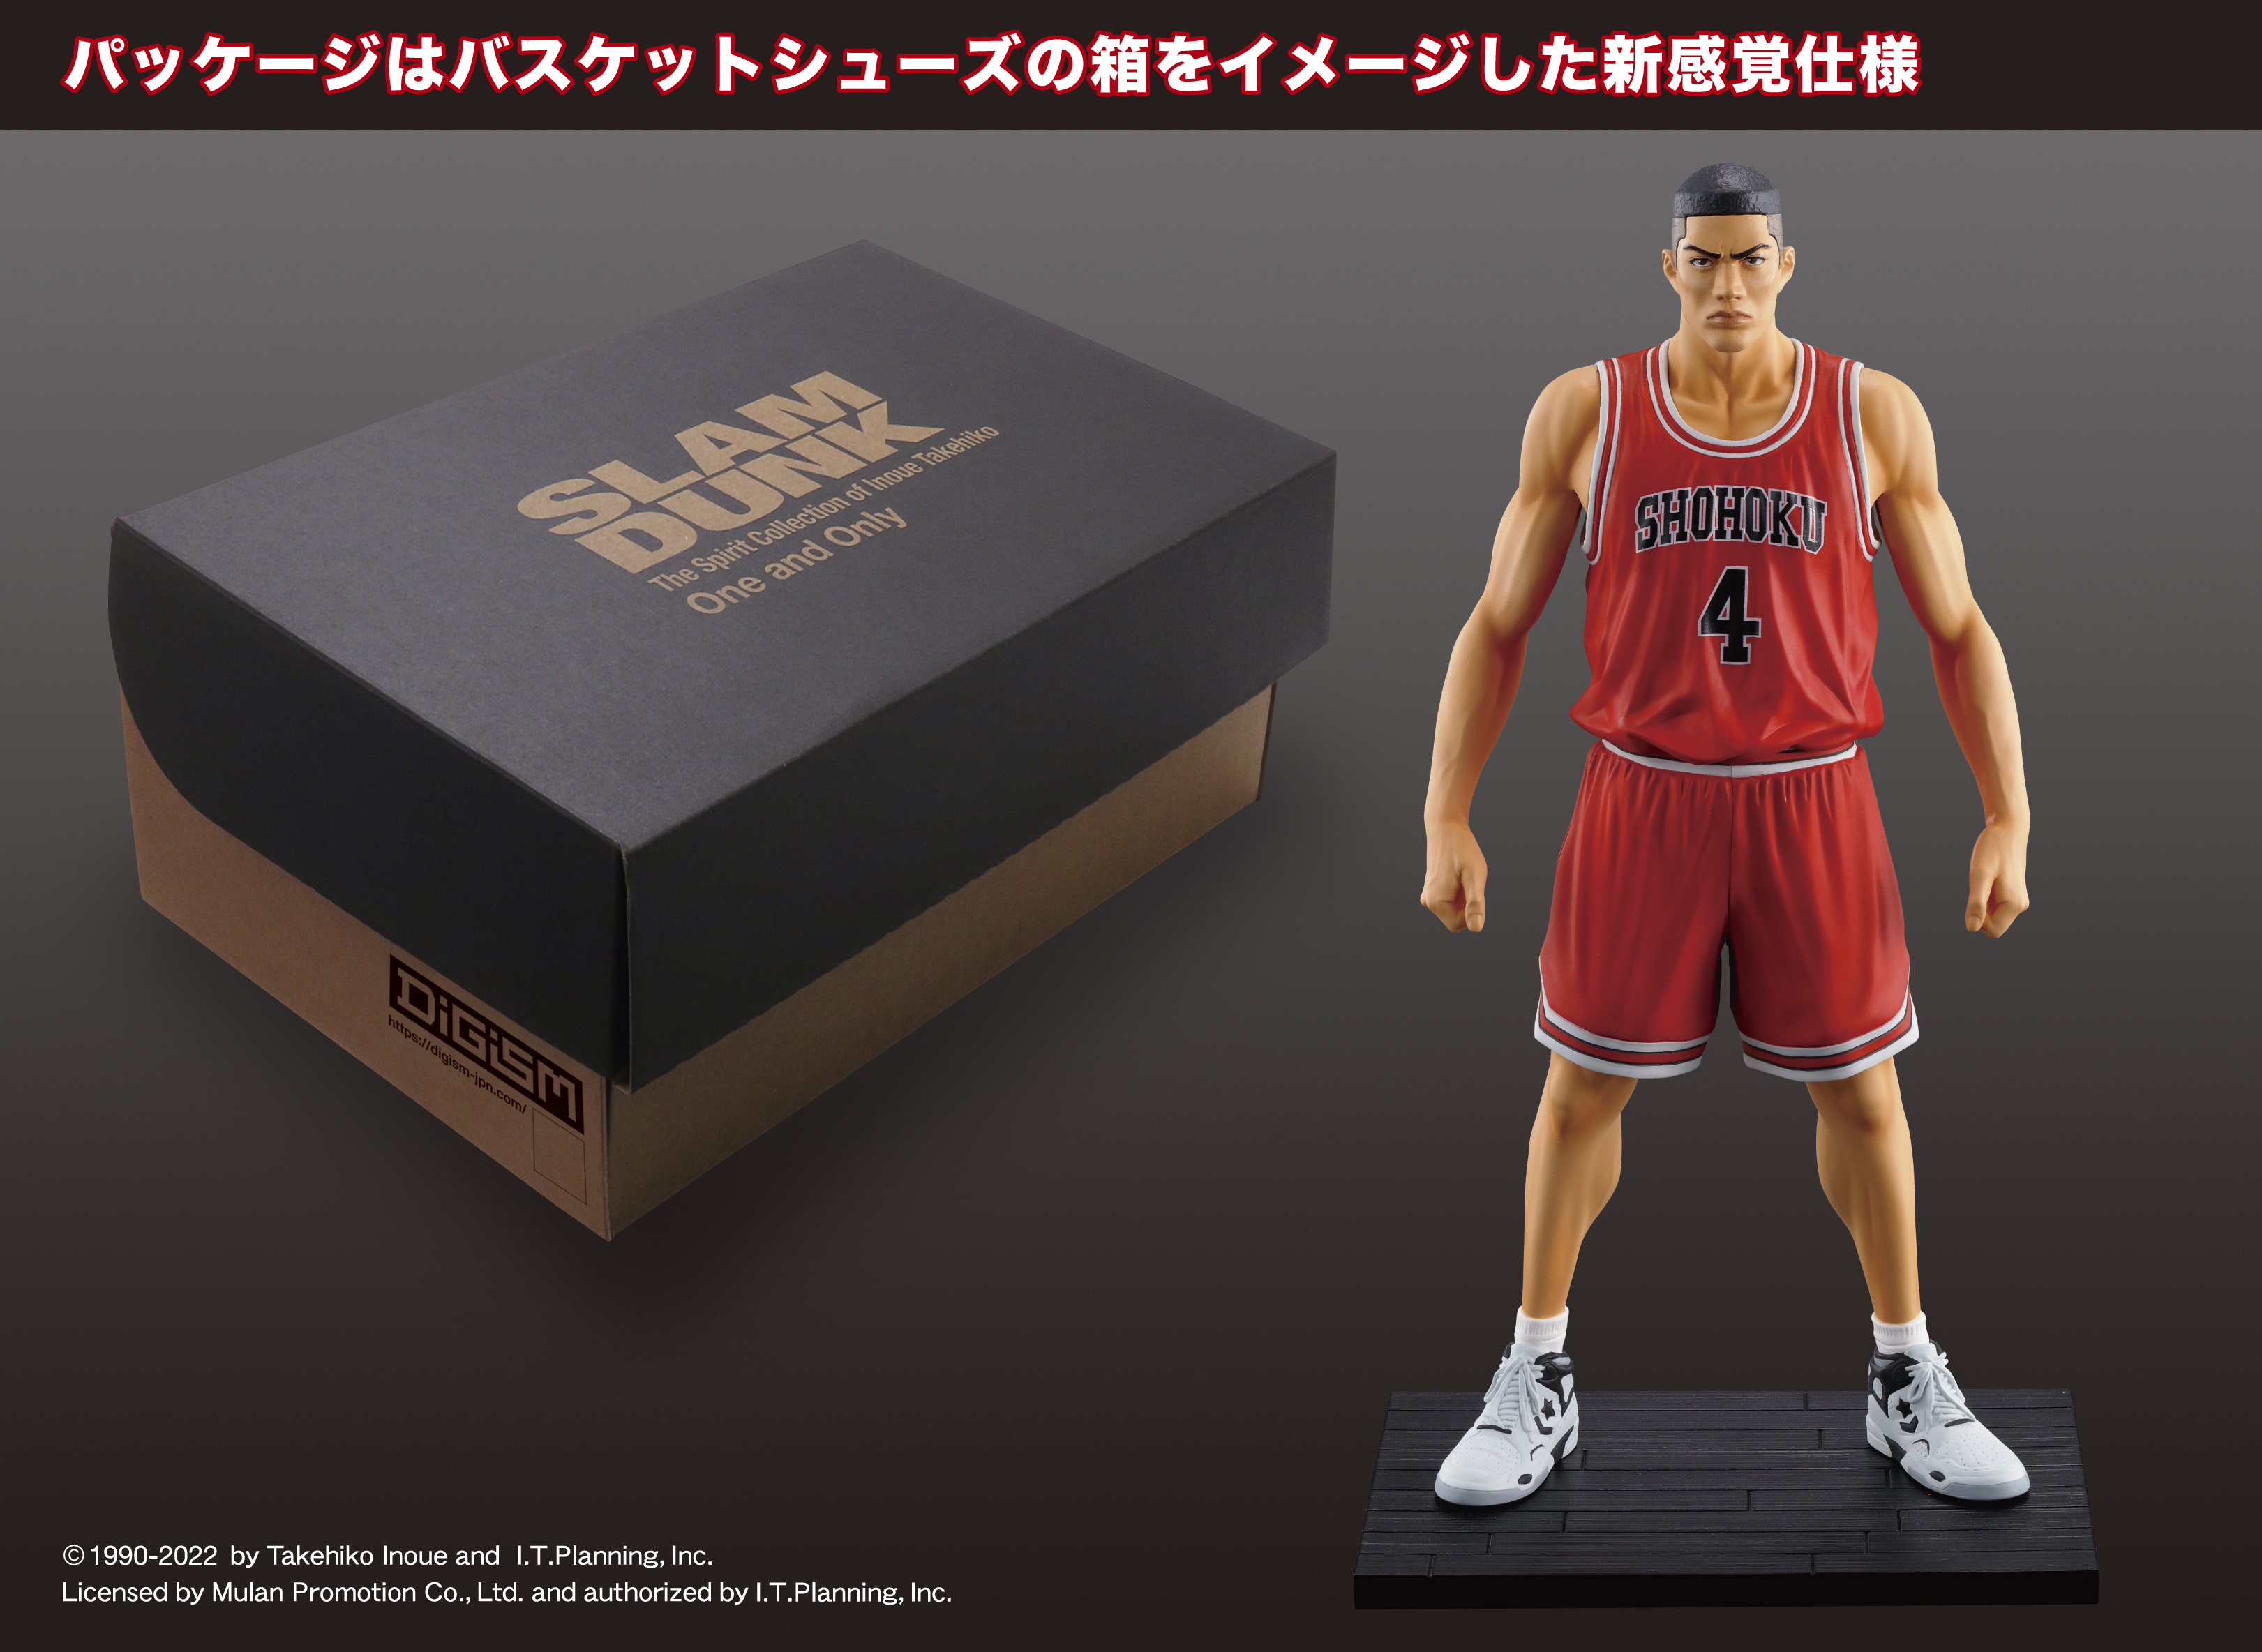 パッケージはバスケットシューズの箱をイメージした新感覚仕様
SLAM
DUNK
The Spirit Collection of Inoue Takehiko
One and Only
DiGiSM
https://digism-jpn.com/
SHOHOKU
4
©1990-2022 by Takehiko Inoue and I.T.Planning, Inc.
Licensed by Mulan Promotion Co., Ltd. and authorized by I.T.Planning, Inc.